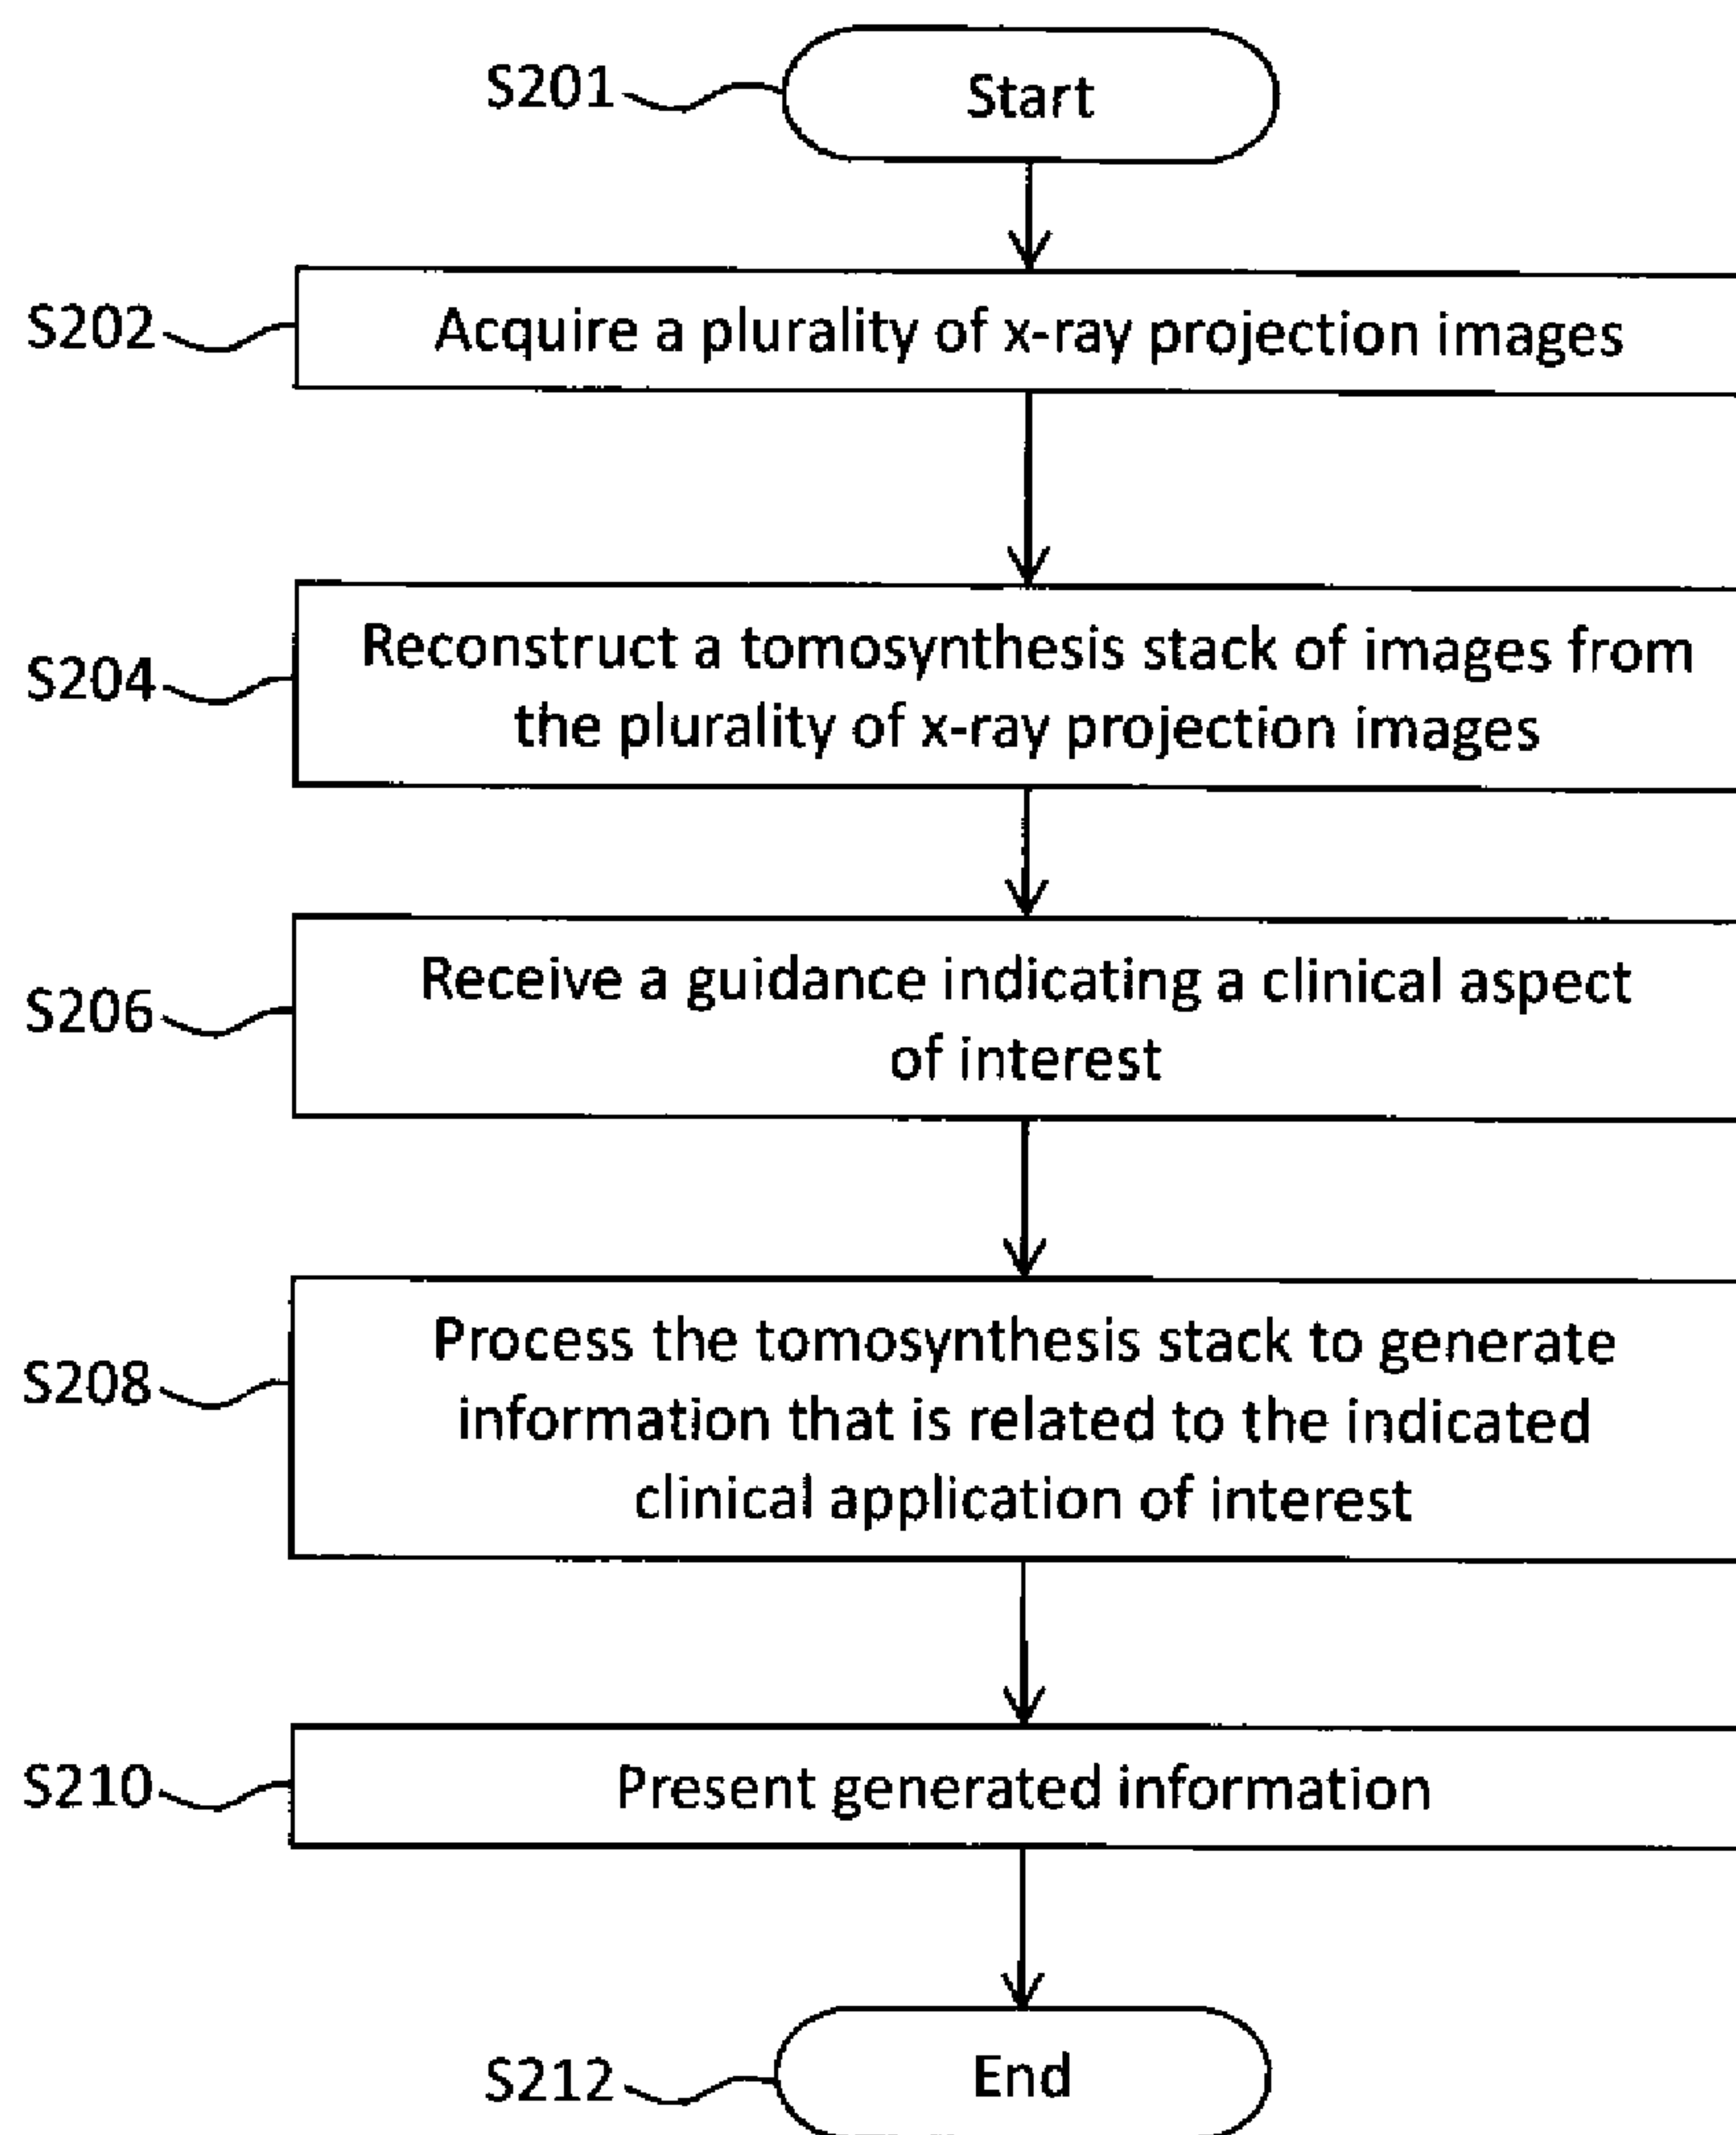 S201
Start
S202
Acquire a plurality of x-ray projection images
S204
Reconstruct a tomosynthesis stack of images from
the plurality of x-ray projection images
S206
Receive a guidance indicating a clinical aspect
of interest
S208
Process the tomosynthesis stack to generate
information that is related to the indicated
clinical application of interest
S210
Present generated information
S212
End